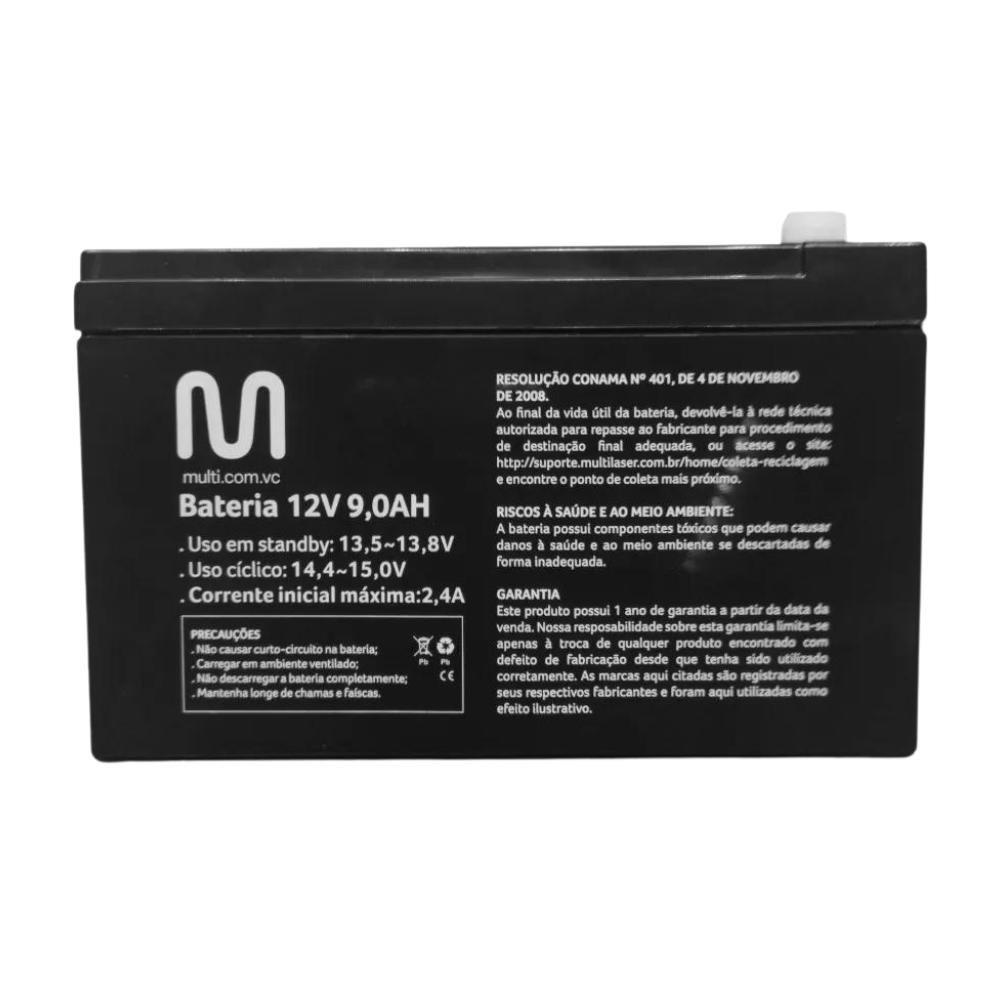 M
multi.com.vc
Bateria 12V 9,0AH
. Uso em standby: 13,5~13,8V
. Uso cíclico: 14,4~15,0V
. Corrente inicial máxima:2,4A
PRECAUÇÕES
. Não causar curto-circuito na bateria;
. Carregar em ambiente ventilado;
. Não descarregar a bateria completamente;
. Mantenha longe de chamas e faíscas.
Pb Pb
CE
RESOLUÇÃO CONAMA Nº 401, DE 4 DE NOVEMBRO
DE 2008.
Ao final da vida útil da bateria, devolvê-la à rede técnica
autorizada para repasse ao fabricante para procedimento
de destinação final adequada, ou acesse o site:
http://suporte.multilaser.com.br/home/coleta-reciclagem
e encontre o ponto de coleta mais próximo.
RISCOS À SAÚDE E AO MEIO AMBIENTE:
A bateria possui componentes tóxicos que podem causar
danos à saúde e ao meio ambiente se descartadas de
forma inadequada.
GARANTIA
Este produto possui 1 ano de garantia a partir da data da
venda. Nossa resposabilidade sobre esta garantia limita-se
apenas à troca de qualquer produto encontrado com
defeito de fabricação desde que tenha sido utilizado
corretamente. As marcas aqui citadas são registradas por
seus respectivos fabricantes e foram aqui utilizadas como
efeito ilustrativo.